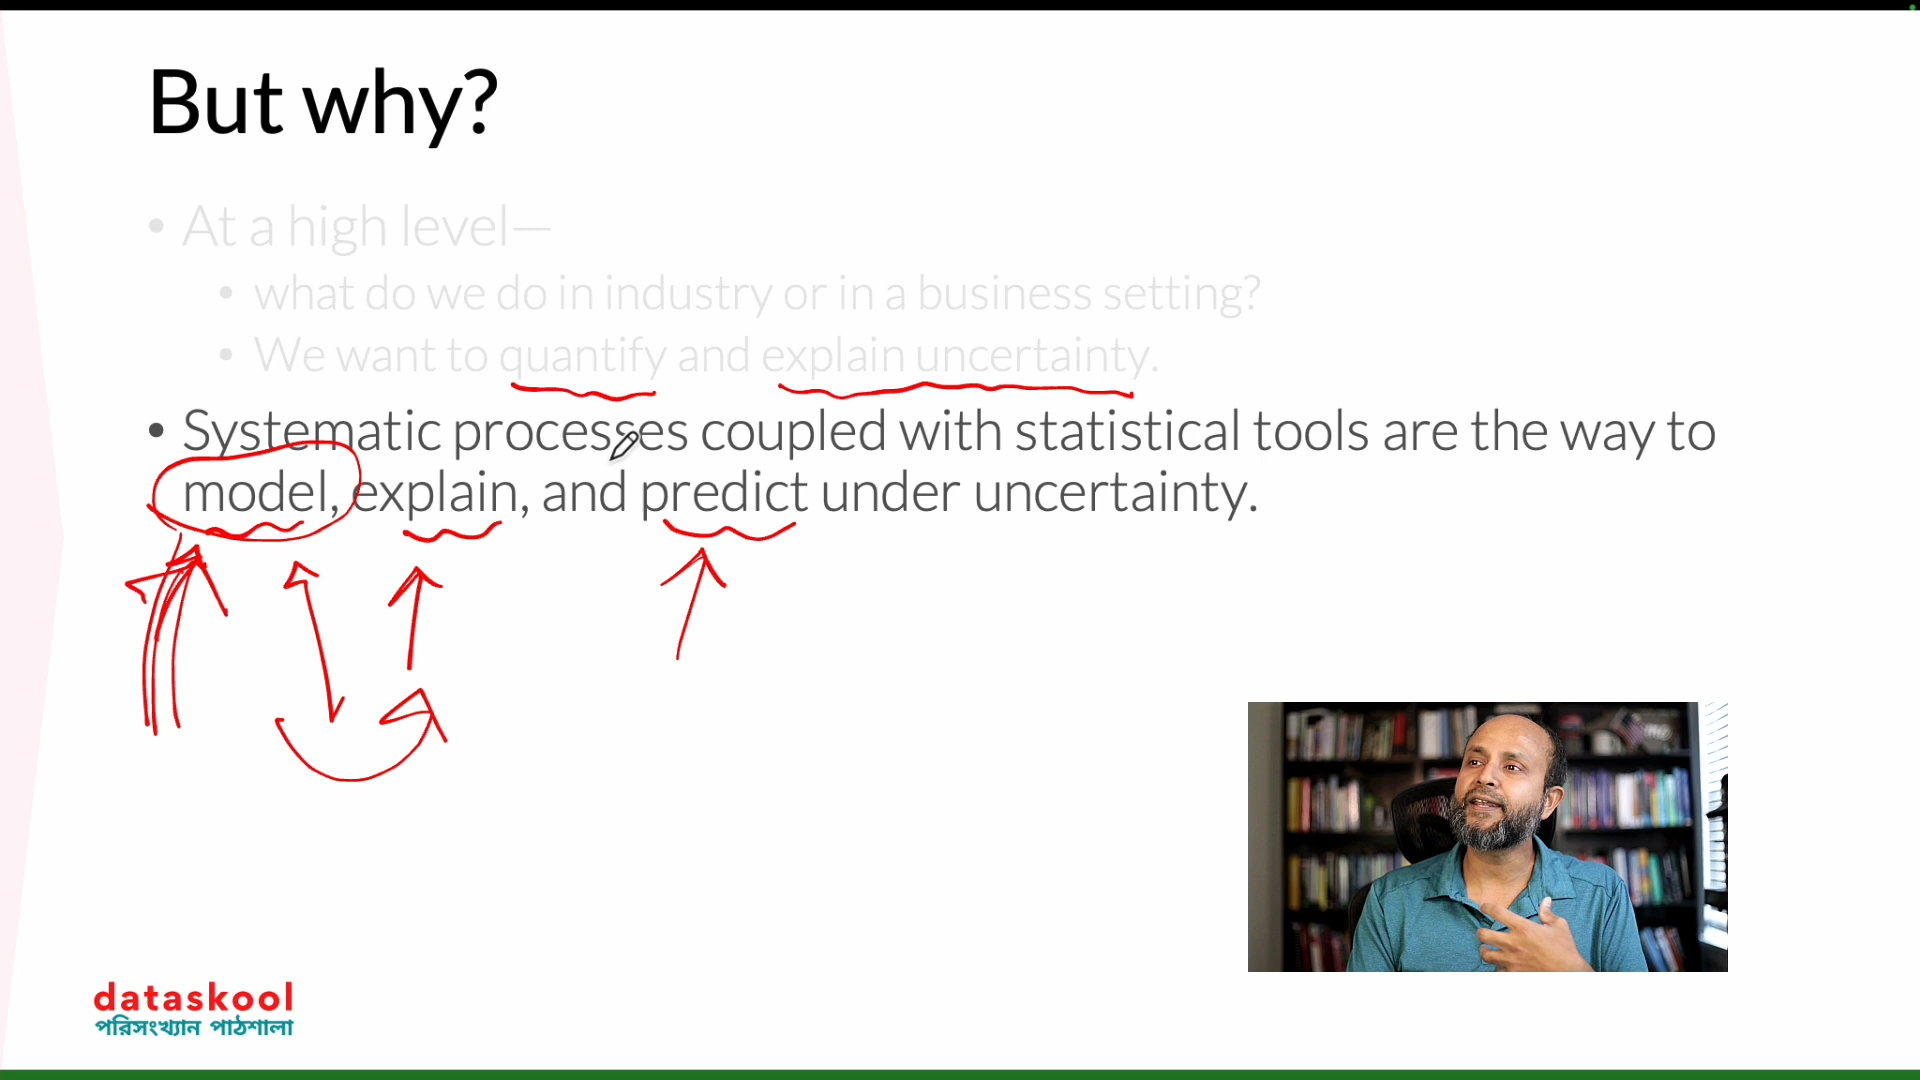 But why?
• At a high level—
• what do we do in industry or in a business setting?
• We want to quantify and explain uncertainty.
• Systematic processes coupled with statistical tools are the way to
model, explain, and predict under uncertainty.
dataskool
পরিসংখ্যান পাঠশালা